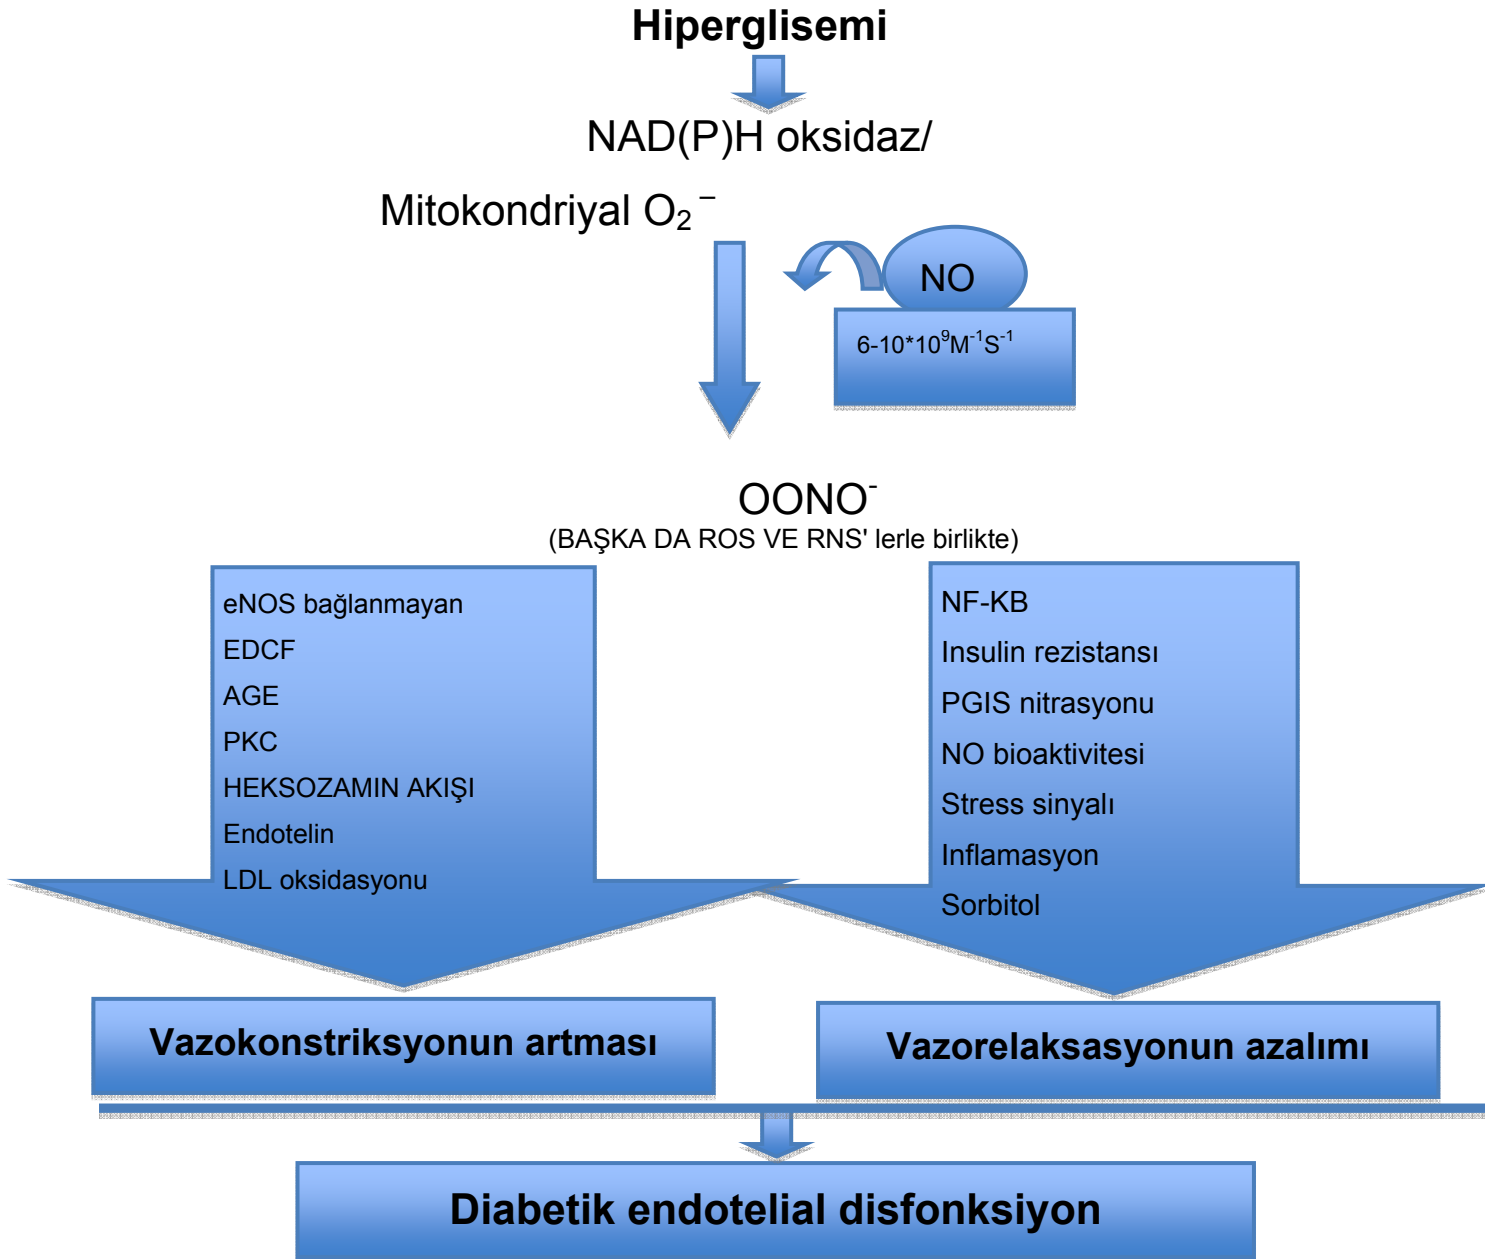 Hiperglisemi
NAD(P)H oksidaz/
Mitokondriyal O₂⁻
NO
6-10*10⁹M⁻¹S⁻¹
OONO⁻
(BAŞKA DA ROS VE RNS' lerle birlikte)
eNOS bağlanmayan
EDCF
AGE
PKC
HEKSOZAMIN AKIŞI
Endotelin
LDL oksidasyonu
NF-KB
Insulin rezistansı
PGIS nitrasyonu
NO bioaktivitesi
Stress sinyalı
Inflamasyon
Sorbitol
Vazokonstriksyonun artması
Vazorelaksasyonun azalımı
Diabetik endotelial disfonksiyon